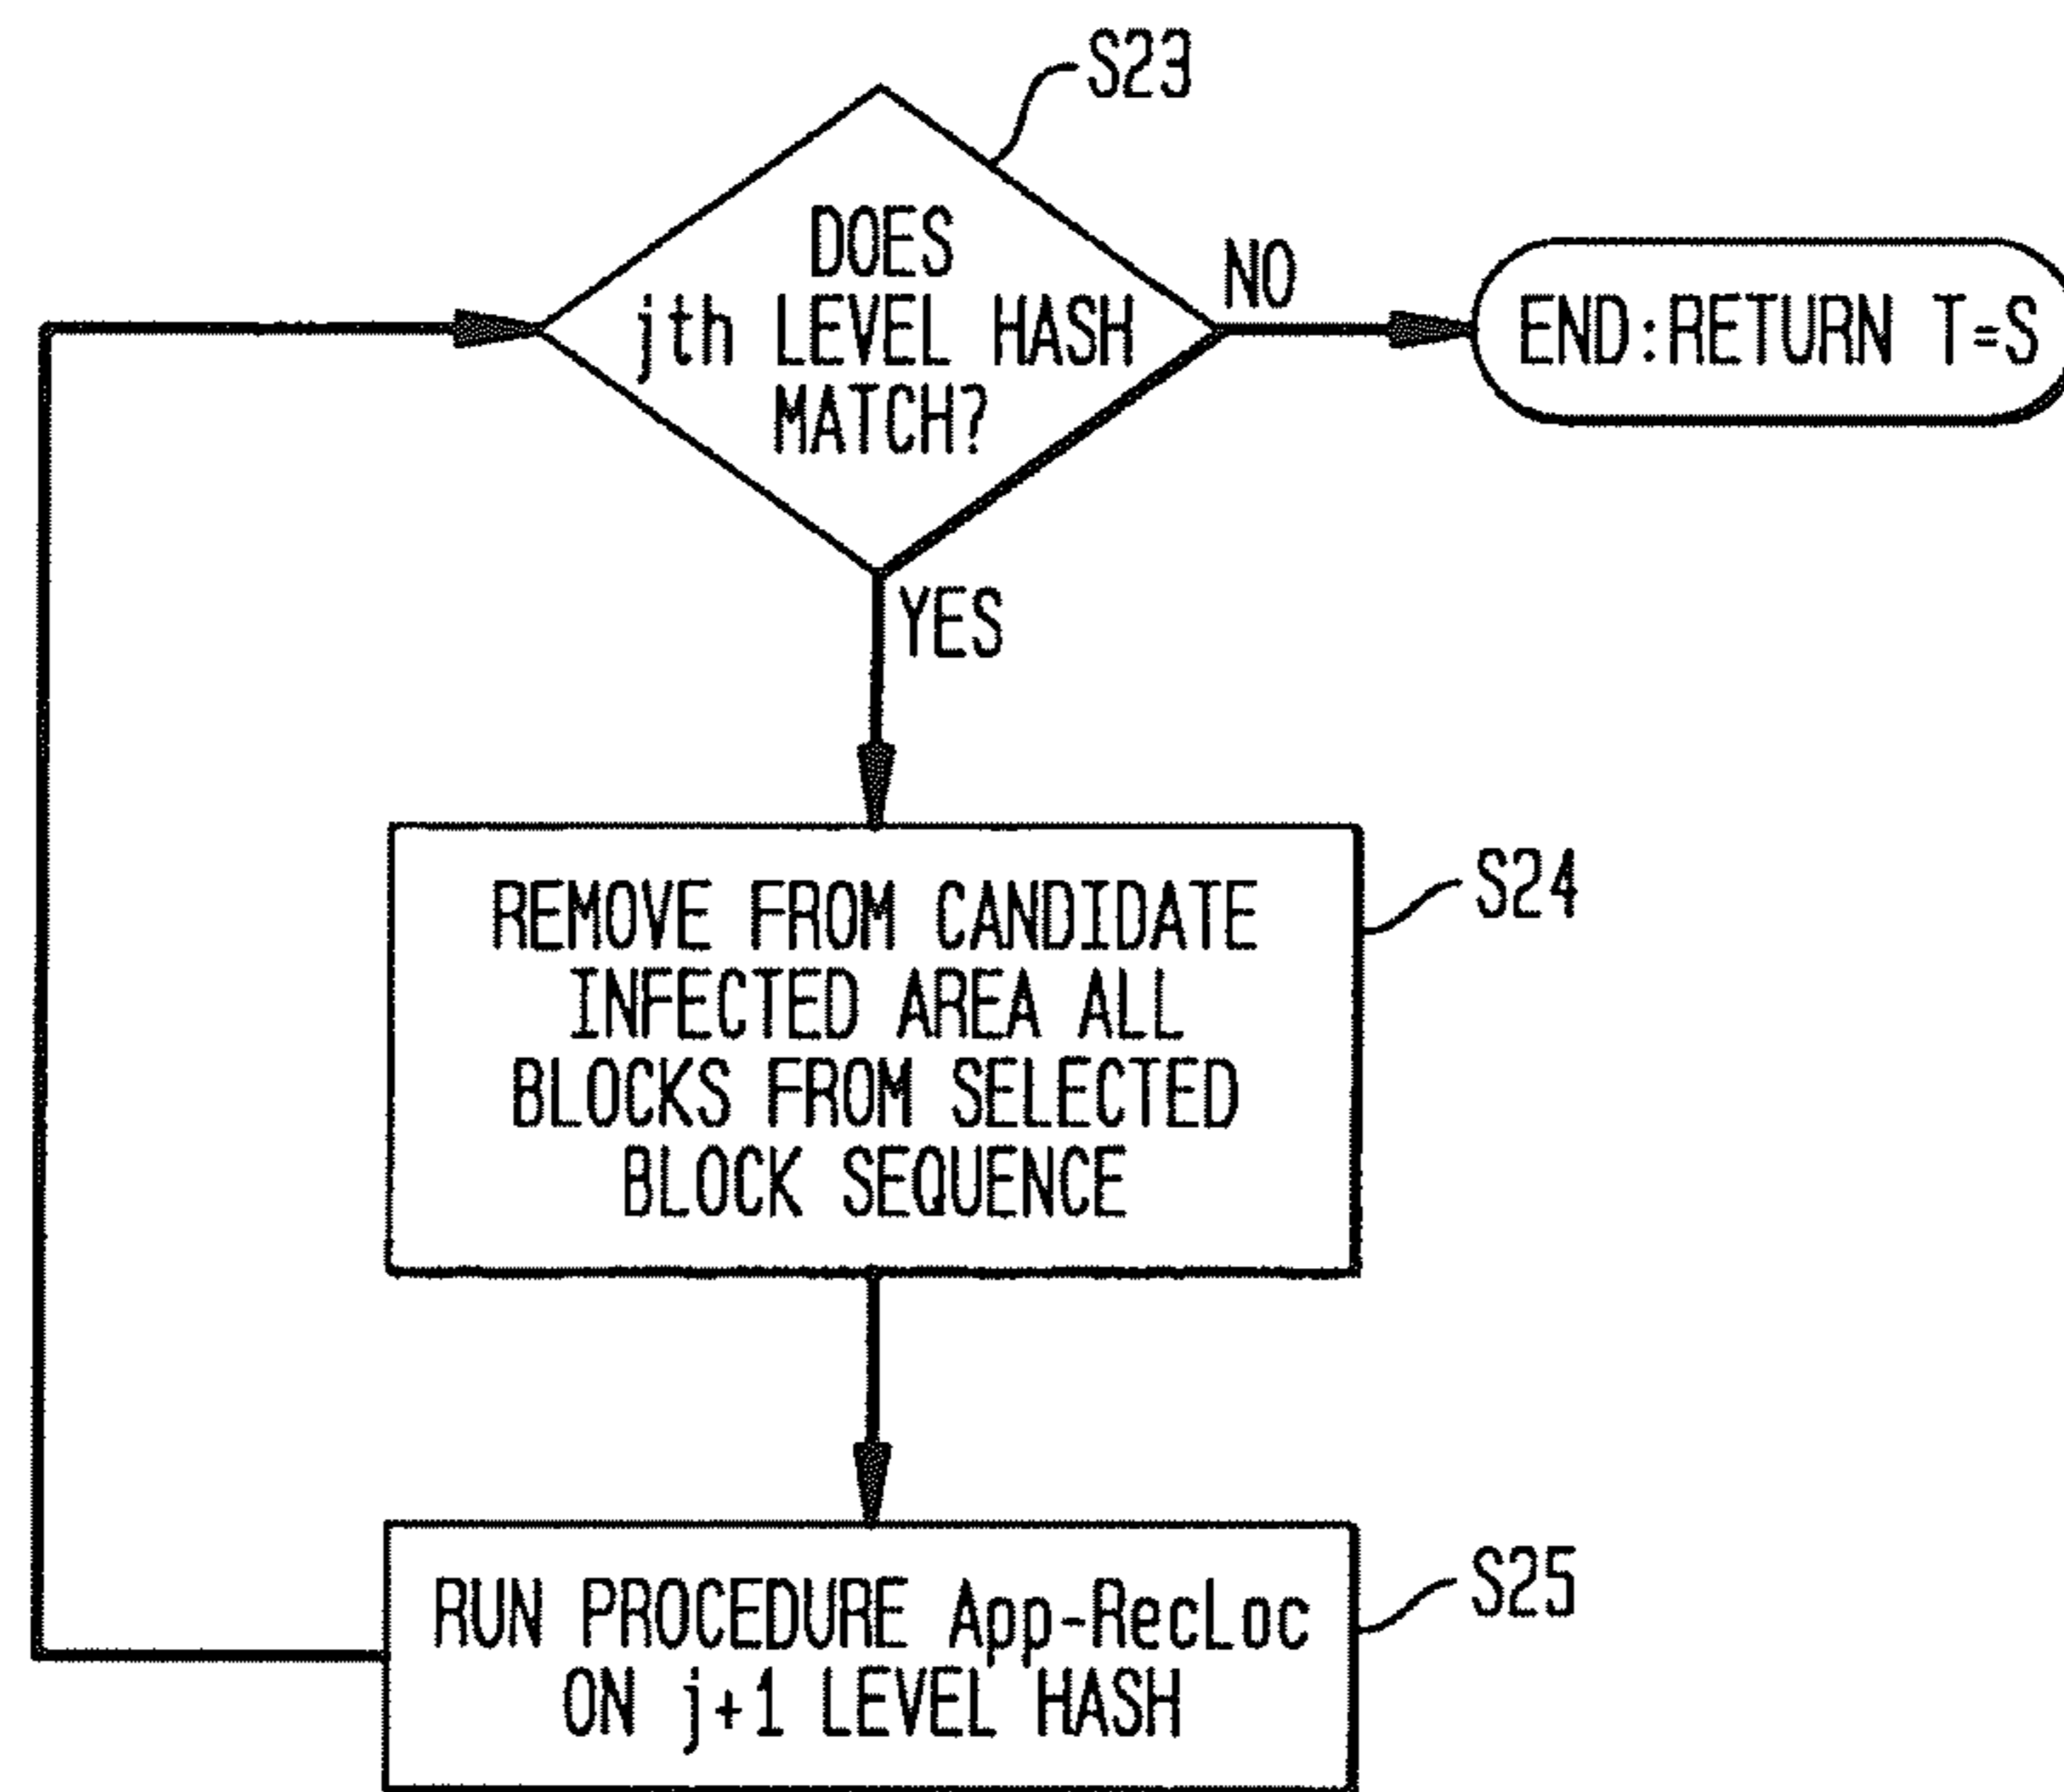 S23
DOES
jth LEVEL HASH
MATCH?
NO
END:RETURN T=S
YES
REMOVE FROM CANDIDATE
INFECTED AREA ALL
BLOCKS FROM SELECTED
BLOCK SEQUENCE
S24
RUN PROCEDURE App-RecLoc
ON j+1 LEVEL HASH
S25